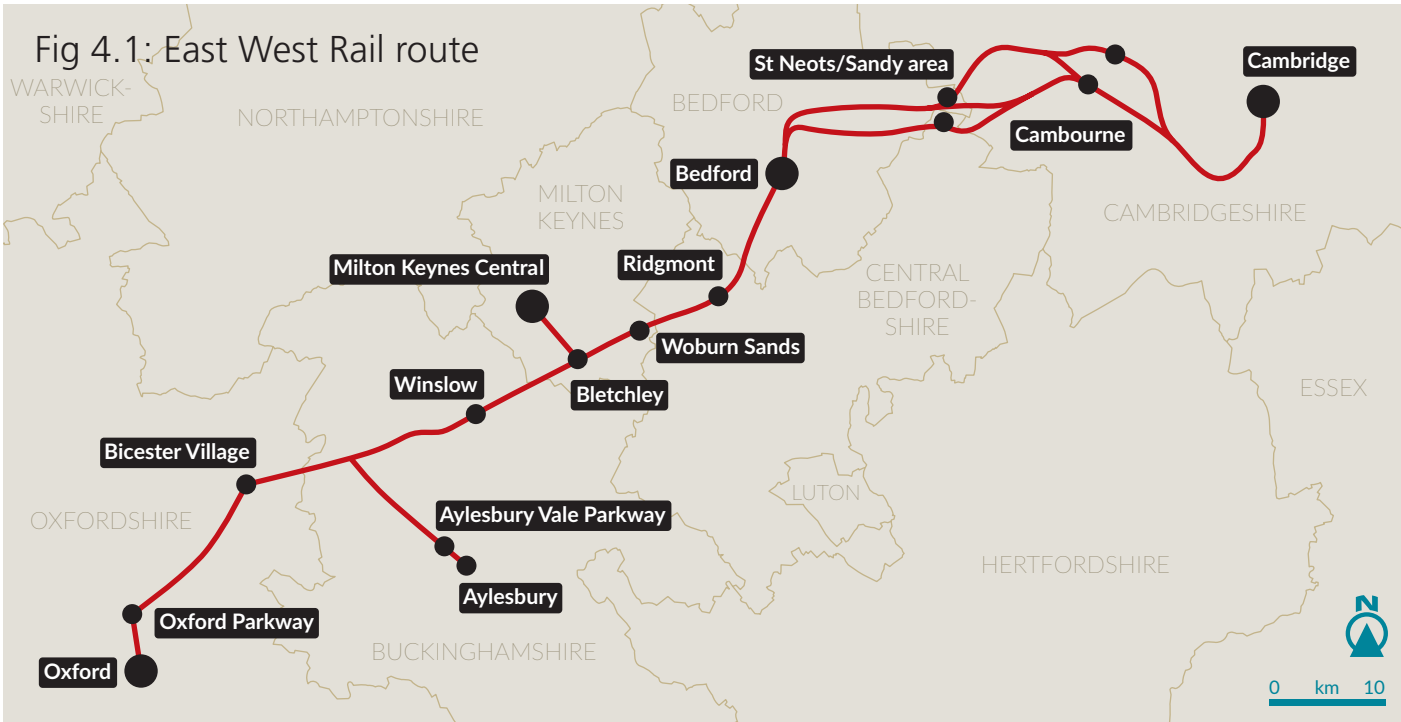 Fig 4.1: East West Rail route
WARWICK-
SHIRE
NORTHAMPTONSHIRE
BEDFORD
St Neots/Sandy area
Cambridge
Cambourne
Bedford
MILTON
KEYNES
CAMBRIDGESHIRE
Milton Keynes Central
Ridgmont
CENTRAL
BEDFORD-
SHIRE
Woburn Sands
Winslow
Bletchley
ESSEX
Bicester Village
LUTON
OXFORDSHIRE
Aylesbury Vale Parkway
HERTFORDSHIRE
Aylesbury
Oxford Parkway
BUCKINGHAMSHIRE
Oxford
N
0 km 10